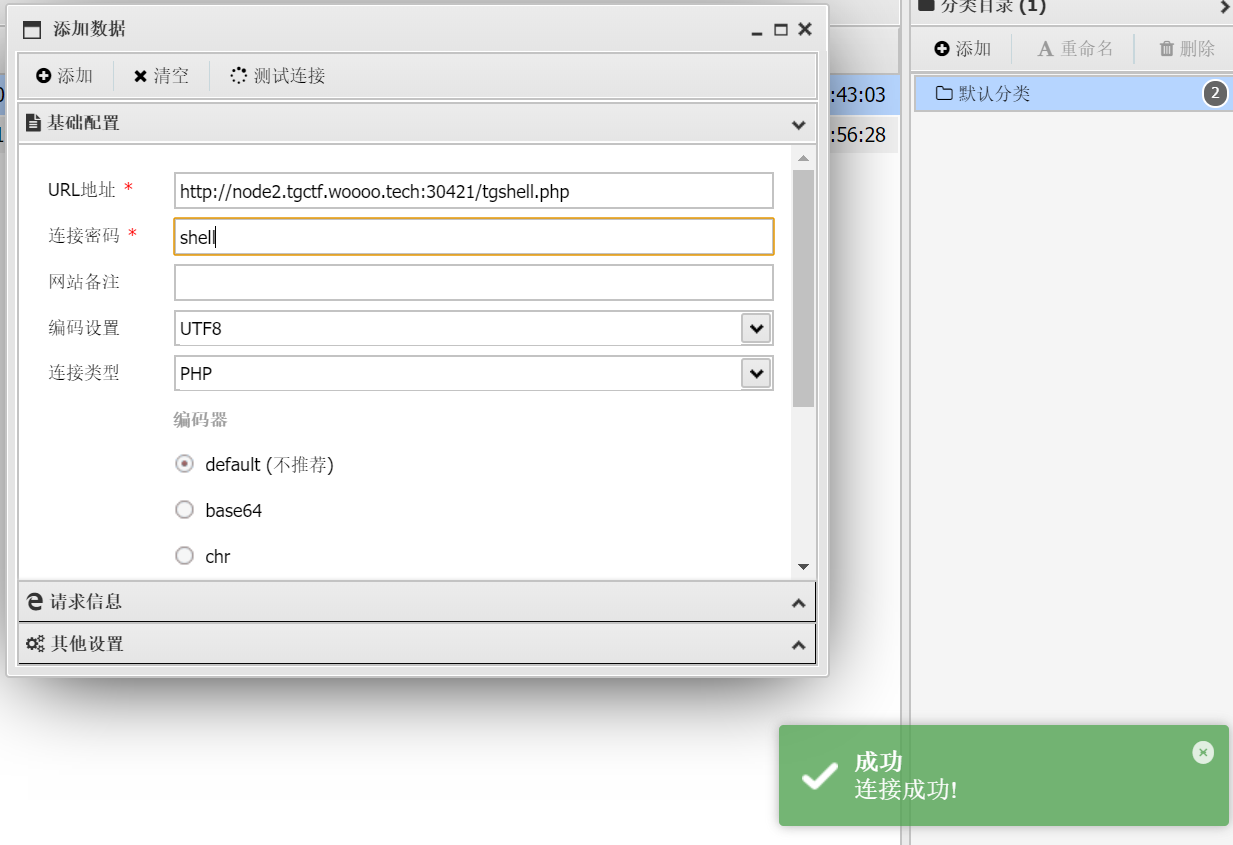 添加数据
添加 清空 测试连接
基础配置
URL地址 *
http://node2.tgctf.woooo.tech:30421/tgshell.php
连接密码 *
shell
网站备注
编码设置
UTF8
连接类型
PHP
编码器
default (不推荐)
base64
chr
请求信息
其他设置
:43:03
:56:28
分类目录 (1)
添加 重命名 删除
默认分类 2
成功
连接成功!